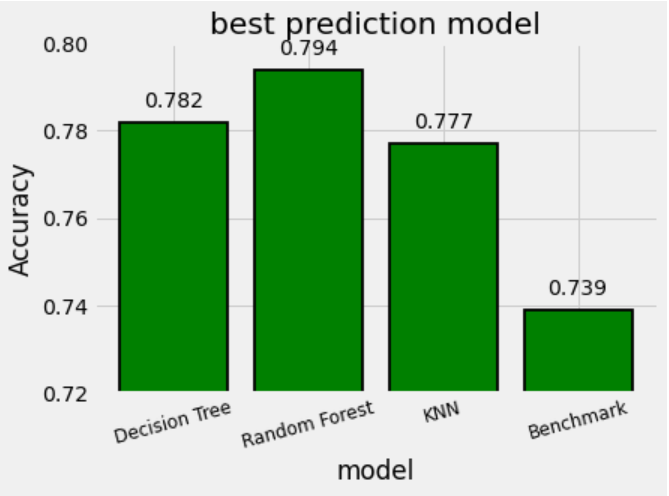 best prediction model
0.80
0.794
0.782
0.78
0.777
0.76
0.739
0.74
0.72
Accuracy
Decision Tree
Random Forest
KNN
Benchmark
model